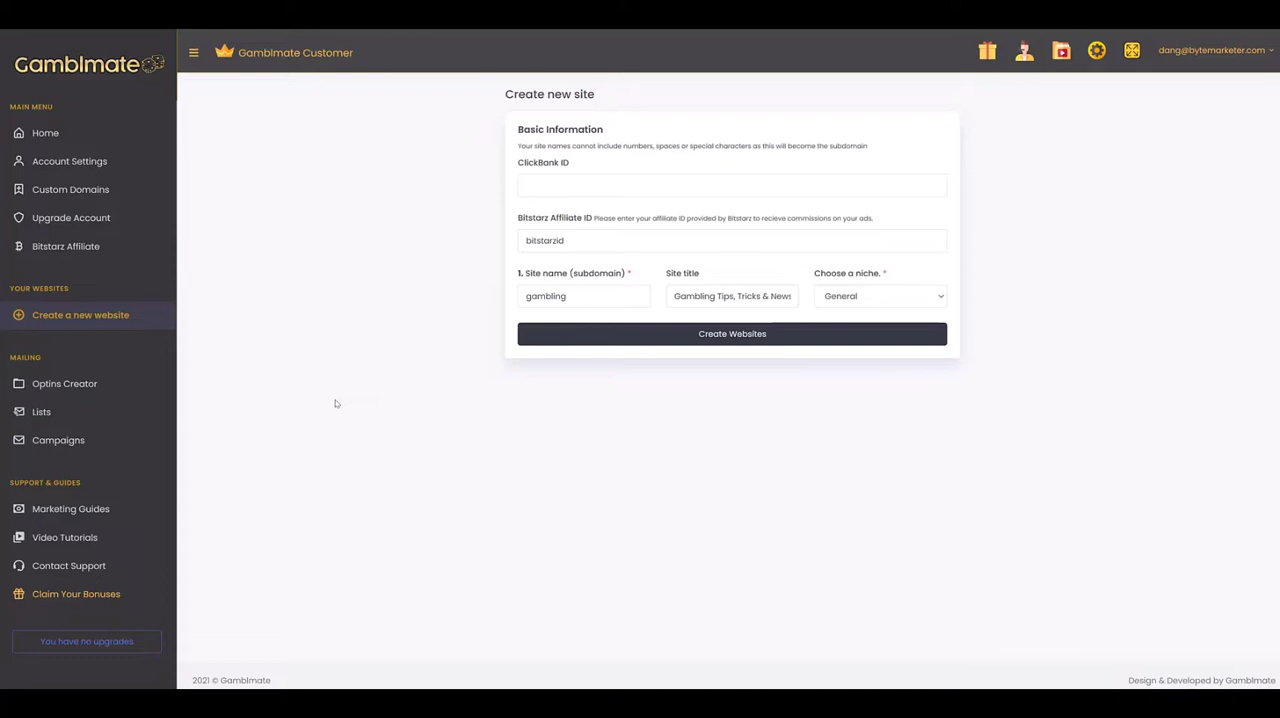 Gamblmate
Gamblmate Customer
dang@bytemarketer.com
MAIN MENU
Home
Account Settings
Custom Domains
Upgrade Account
Bitstarz Affiliate
YOUR WEBSITES
Create a new website
MAILING
Optins Creator
Lists
Campaigns
SUPPORT & GUIDES
Marketing Guides
Video Tutorials
Contact Support
Claim Your Bonuses
You have no upgrades
Create new site
Basic Information
Your site names cannot include numbers, spaces or special characters as this will become the subdomain
ClickBank ID
Bitstarz Affiliate ID Please enter your affiliate ID provided by Bitstarz to recieve commissions on your ads.
bitstarzid
1. Site name (subdomain) * Site title Choose a niche. *
gambling Gambling Tips, Tricks & News General
Create Websites
2021 © Gamblmate
Design & Developed by Gamblmate